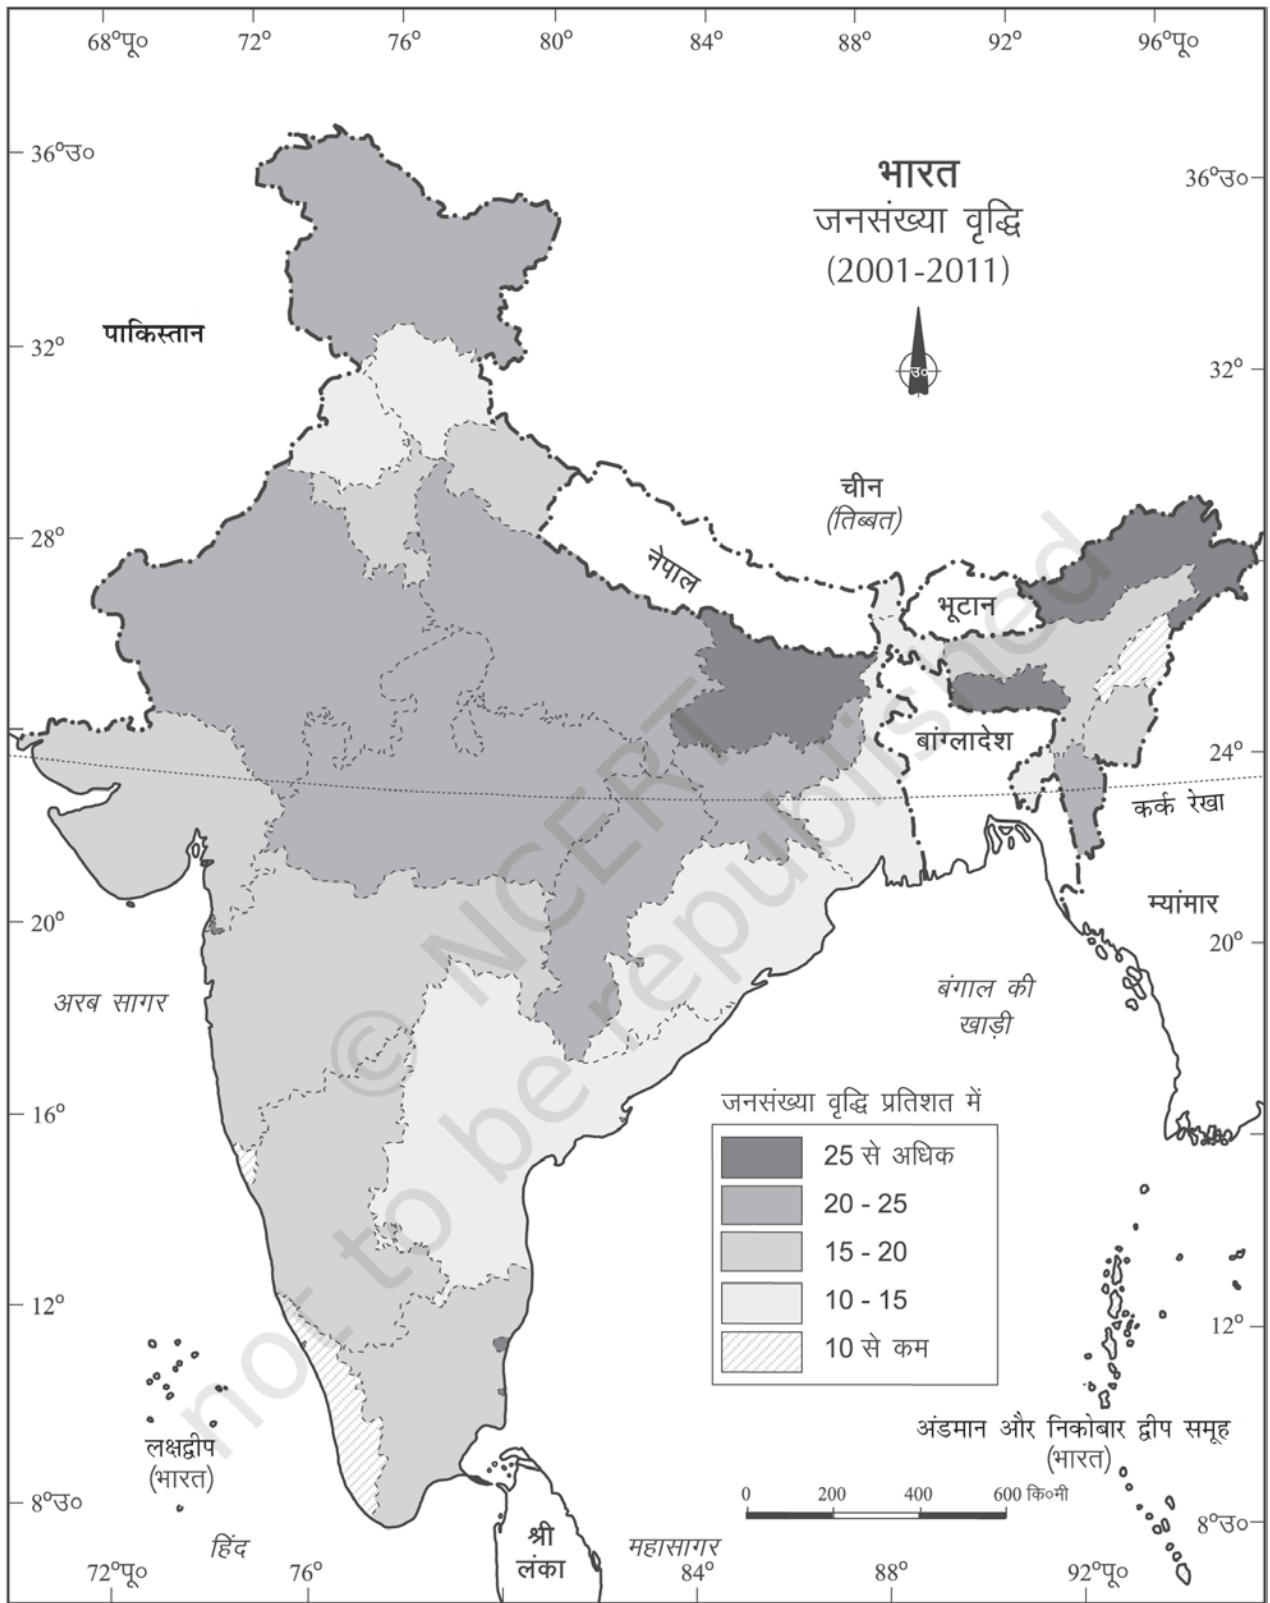 68°पू०
72°
76°
80°
84°
88°
92°
96°पू०
36°उ०
36°उ०
भारत
जनसंख्या वृद्धि
(2001-2011)
पाकिस्तान
32°
32°
उ०
चीन
(तिब्बत)
28°
नेपाल
भूटान
बांग्लादेश
24°
कर्क रेखा
20°
म्यांमार
20°
अरब सागर
बंगाल की
खाड़ी
16°
जनसंख्या वृद्धि प्रतिशत में
25 से अधिक
20 - 25
15 - 20
10 - 15
10 से कम
12°
12°
लक्षद्वीप
(भारत)
अंडमान और निकोबार द्वीप समूह
(भारत)
0 200 400 600 कि०मी
8°उ०
8°उ०
हिंद
श्री
लंका
महासागर
72°पू०
76°
84°
88°
92°पू०
© NCERT
not to be republished